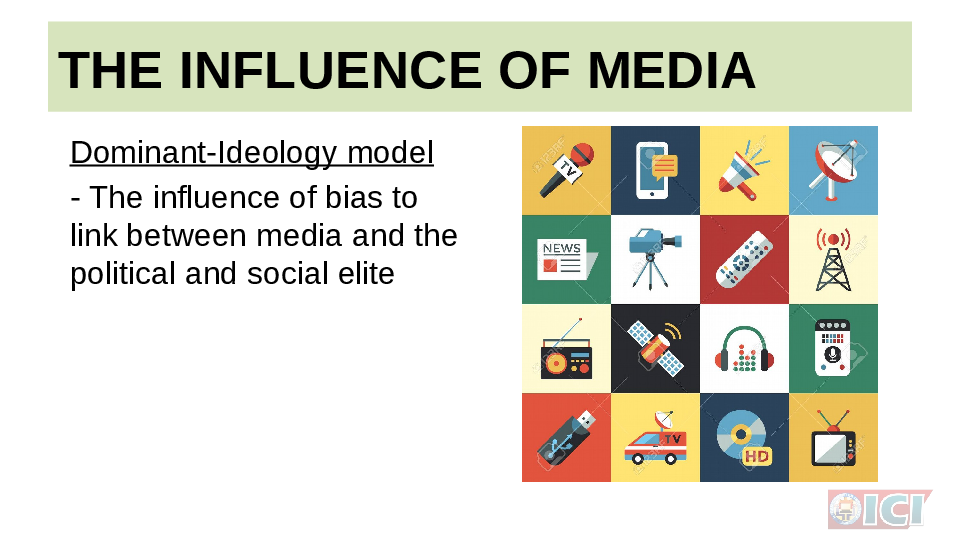 THE INFLUENCE OF MEDIA
Dominant-Ideology model
- The influence of bias to
link between media and the
political and social elite
TV
NEWS
TV
HD
ICI